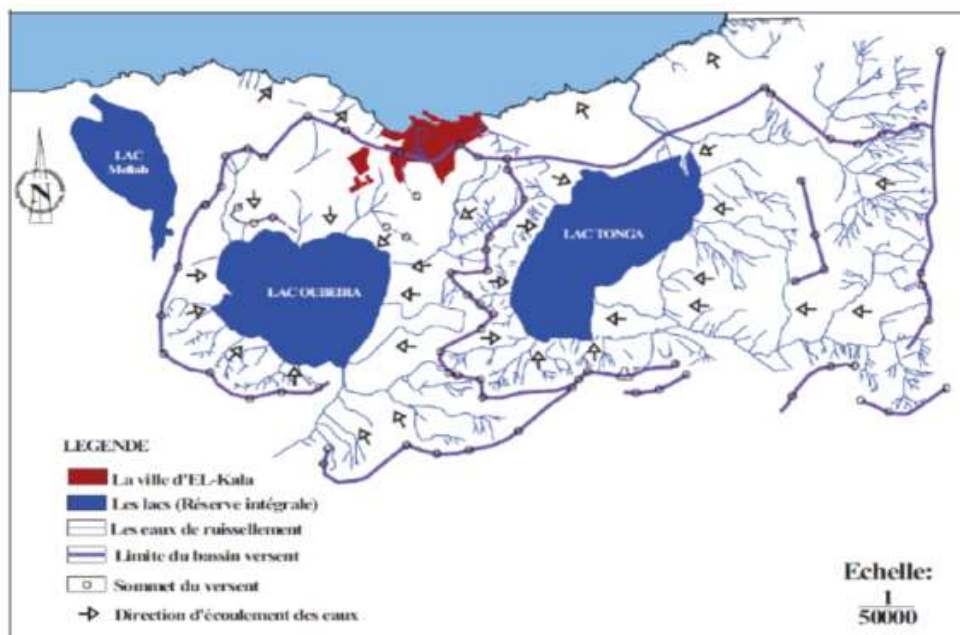 LAC
Mellah
N
LAC TONGA
LAC OUBEIRA
LEGENDE
La ville d'EL-Kala
Les lacs (Réserve intégrale)
Les eaux de ruissellement
Limite du bassin versent
Sommet du versent
Direction d'écoulement des eaux
Echelle:
1
50000